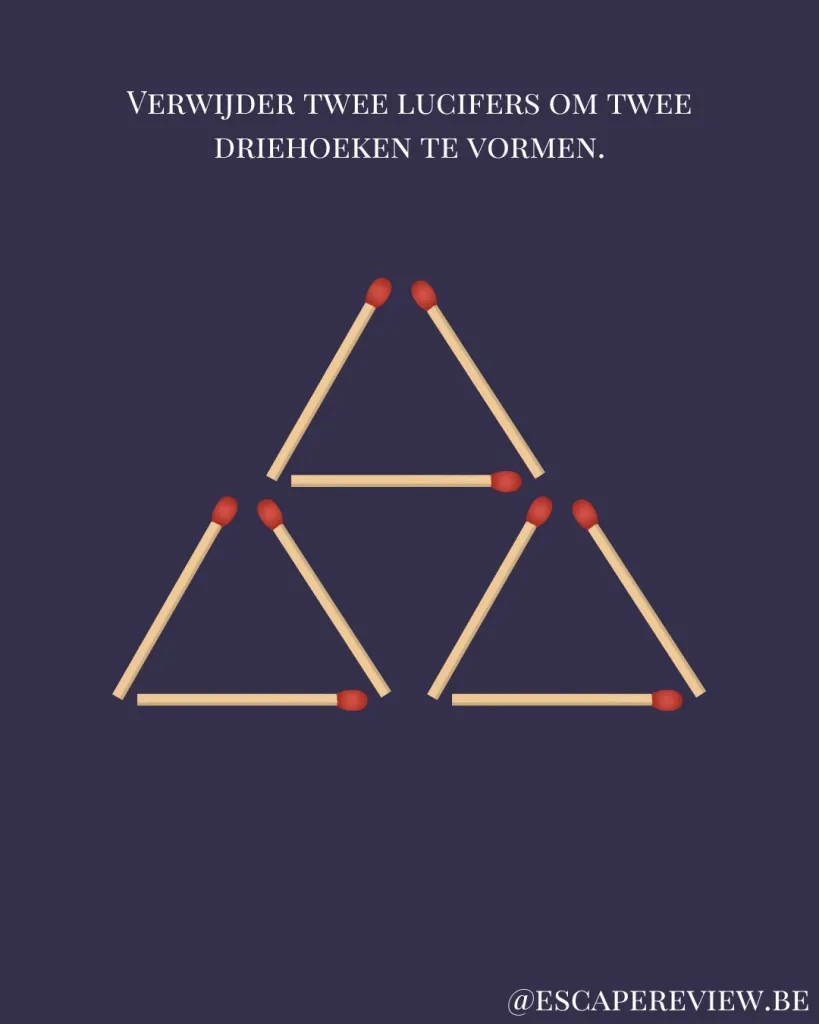 Verwijder twee lucifers om twee
driehoeken te vormen.
@escapereview.be